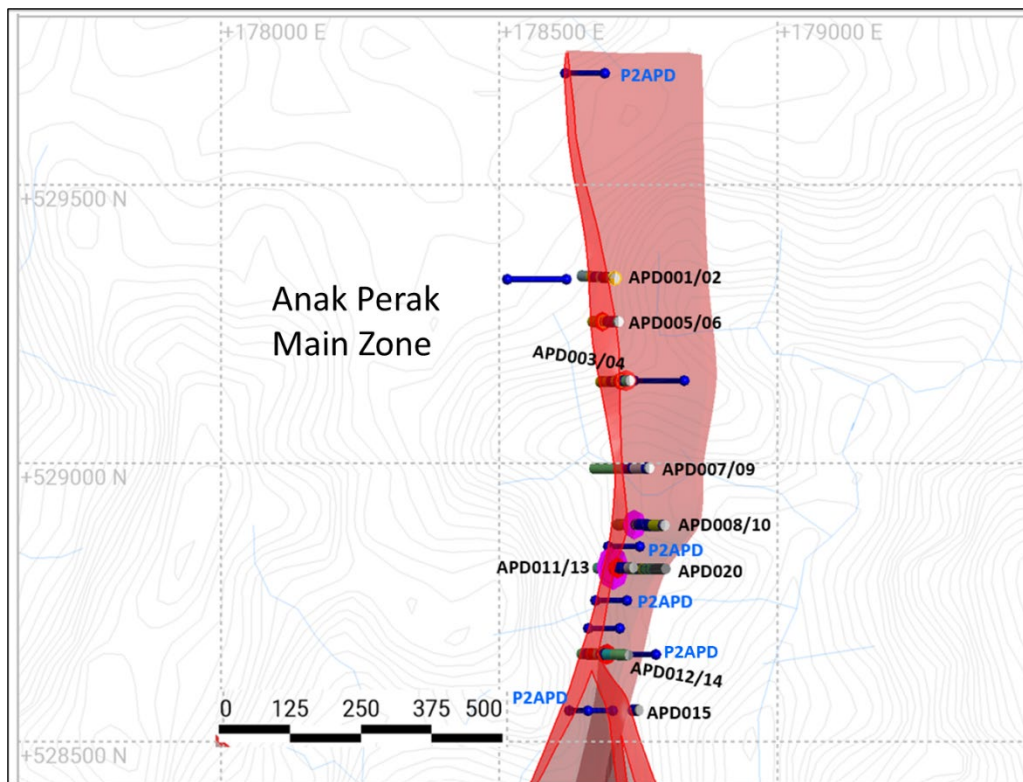 +178000 E
+178500 E
+179000 E
P2APD
+529500 N
APD001/02
Anak Perak
Main Zone
APD005/06
APD003/04
+529000 N
APD007/09
APD008/10
P2APD
APD011/13
APD020
P2APD
P2APD
APD012/14
P2APD
APD015
0 125 250 375 500
+528500 N